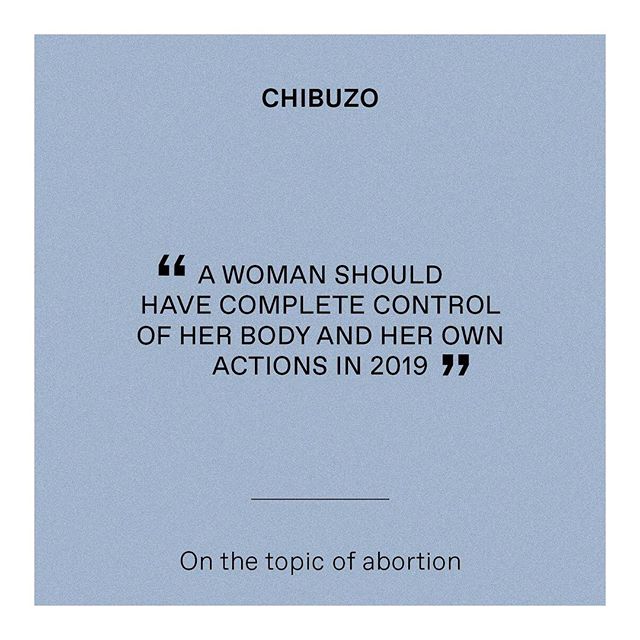 CHIBUZO
“ A WOMAN SHOULD
HAVE COMPLETE CONTROL
OF HER BODY AND HER OWN
ACTIONS IN 2019 ”
On the topic of abortion